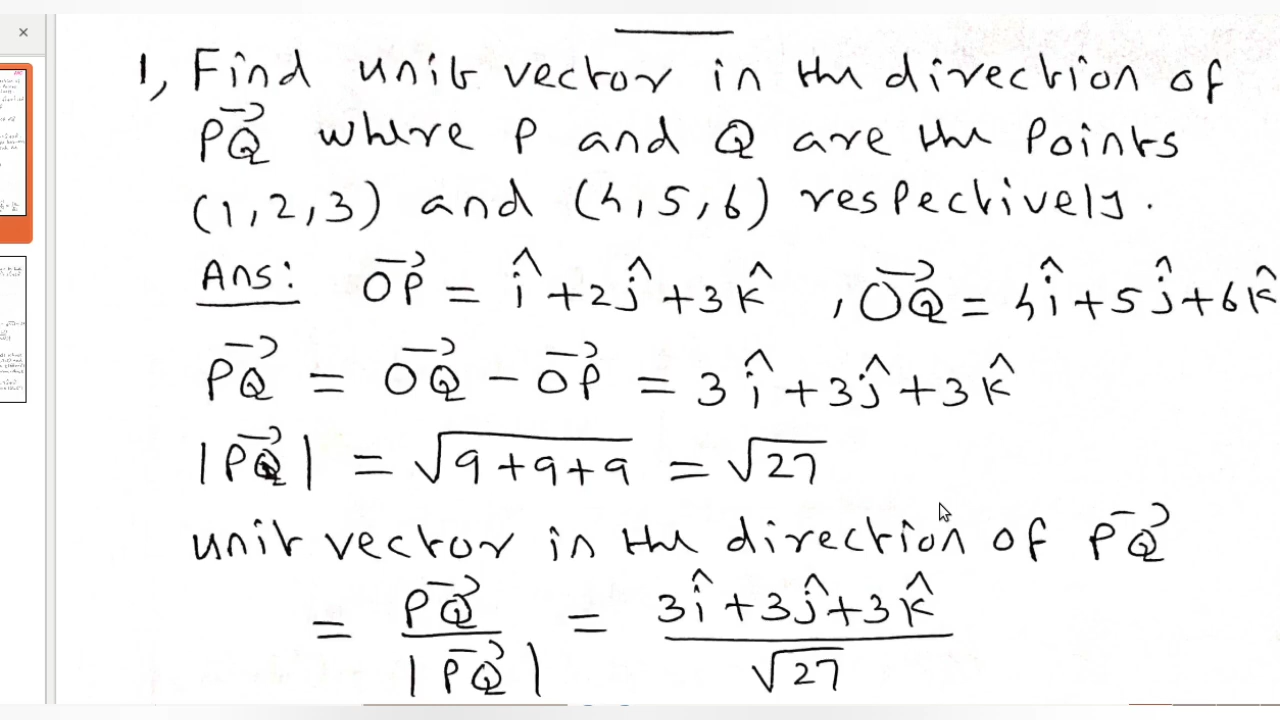 1, Find unit vector in the direction of
PQ⃗ where P and Q are the Points
(1,2,3) and (4,5,6) respectively.
Ans: OP⃗ = î + 2ĵ + 3k̂ , OQ⃗ = 4î + 5ĵ + 6k̂
PQ⃗ = OQ⃗ − OP⃗ = 3î + 3ĵ + 3k̂
|PQ⃗| = √(9+9+9) = √27
unit vector in the direction of PQ⃗
= PQ⃗ / |PQ⃗| = (3î + 3ĵ + 3k̂) / √27